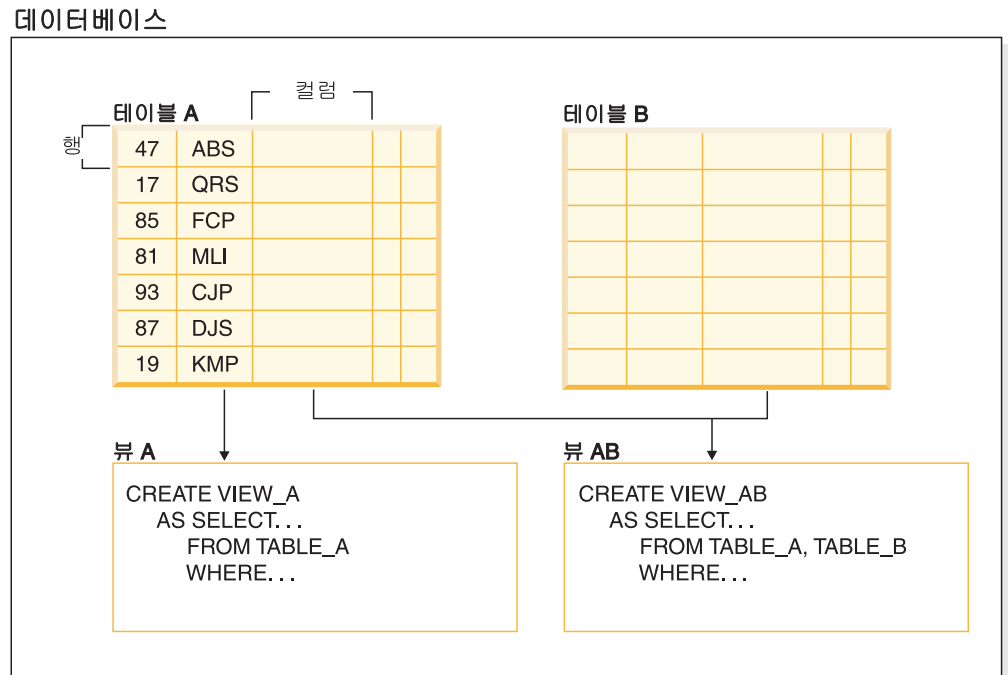 데이터베이스
컬럼
테이블 A
테이블 B
행
47 ABS
17 QRS
85 FCP
81 MLI
93 CJP
87 DJS
19 KMP
뷰 A
뷰 AB
CREATE VIEW_A
AS SELECT. . .
FROM TABLE_A
WHERE. . .
CREATE VIEW_AB
AS SELECT. . .
FROM TABLE_A, TABLE_B
WHERE. . .